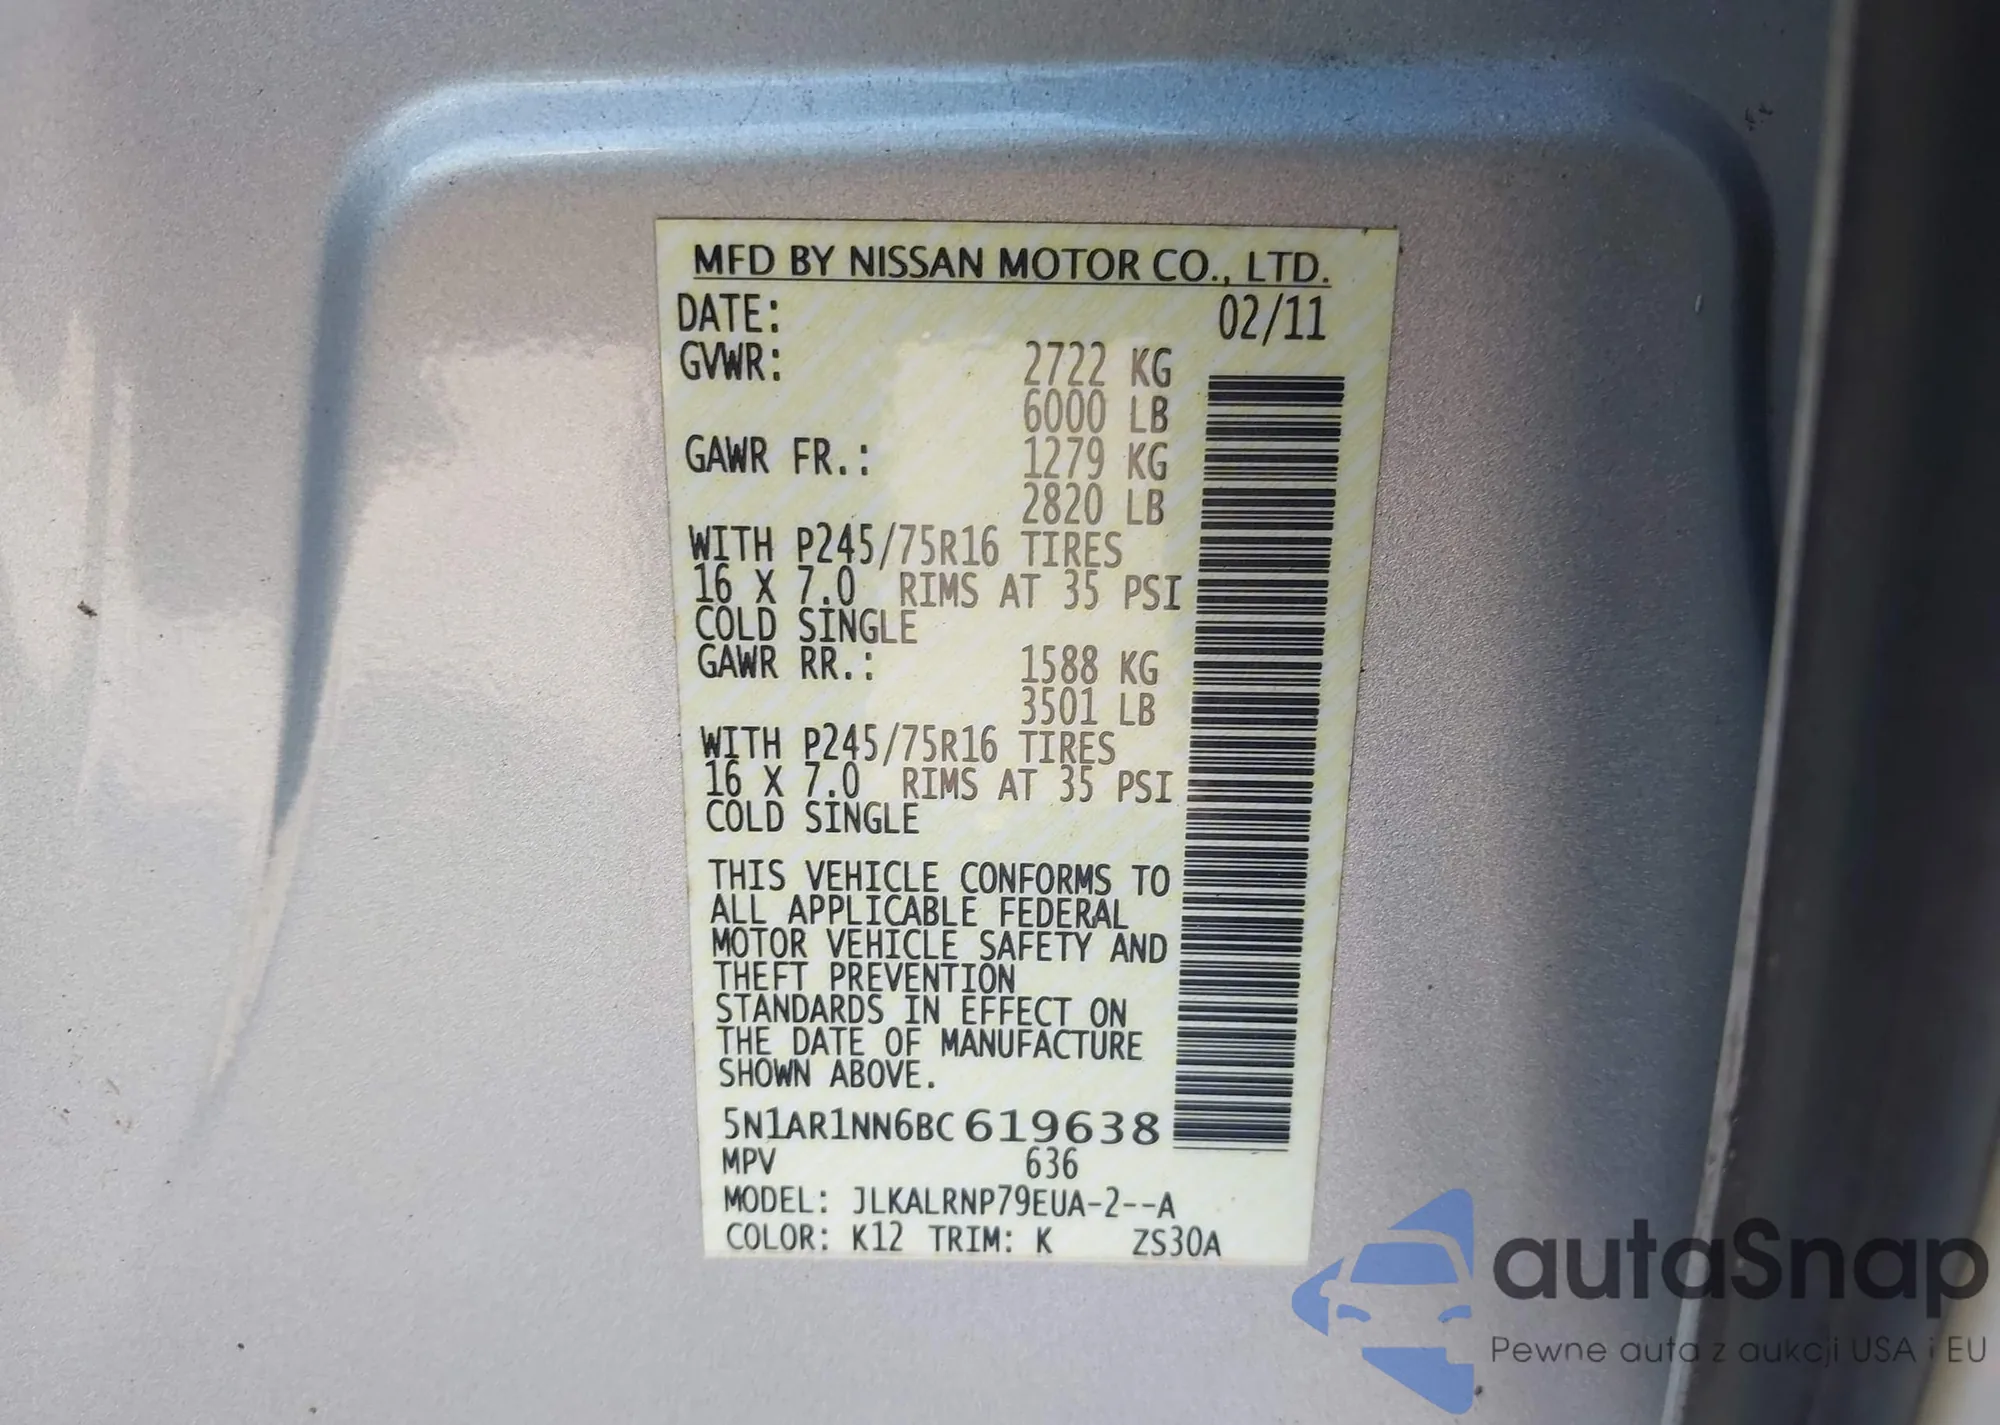 MFD BY NISSAN MOTOR CO., LTD.
DATE: 02/11
GVWR: 2722 KG
6000 LB
GAWR FR.: 1279 KG
2820 LB
WITH P245/75R16 TIRES
16 X 7.0 RIMS AT 35 PSI
COLD SINGLE
GAWR RR.: 1588 KG
3501 LB
WITH P245/75R16 TIRES
16 X 7.0 RIMS AT 35 PSI
COLD SINGLE
THIS VEHICLE CONFORMS TO
ALL APPLICABLE FEDERAL
MOTOR VEHICLE SAFETY AND
THEFT PREVENTION
STANDARDS IN EFFECT ON
THE DATE OF MANUFACTURE
SHOWN ABOVE.
5N1AR1NN6BC619638
MPV 636
MODEL: JLKALRNP79EUA-2--A
COLOR: K12 TRIM: K ZS30A
autaSnap
Pewne auta z aukcji USA i EU